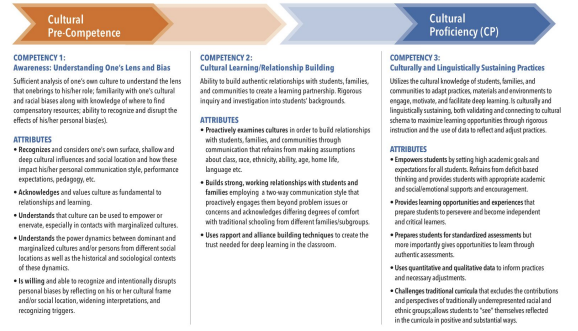 Cultural
Pre-Competence
Cultural
Proficiency (CP)
COMPETENCY 1:
Awareness: Understanding One's Lens and Bias
Sufficient analysis of one's own culture to understand the lens
that onebrings to his/her role; familiarity with one's cultural
and racial biases along with knowledge of where to find
compensatory resources; ability to recognize and disrupt the
effects of his/her personal bias(es).
ATTRIBUTES
• Recognizes and considers one's own surface, shallow and
deep cultural influences and social location and how these
impact his/her personal communication style, performance
expectations, pedagogy, etc.
• Acknowledges and values culture as fundamental to
relationships and learning.
• Understands that culture can be used to empower or
enervate, especially in contacts with marginalized cultures.
• Understands the power dynamics between dominant and
marginalized cultures and/or persons from different social
locations as well as the historical and sociological contexts
of these dynamics.
• Is willing and able to recognize and intentionally disrupts
personal biases by reflecting on his or her cultural frame
and/or social location, widening interpretations, and
recognizing triggers.
COMPETENCY 2:
Cultural Learning/Relationship Building
Ability to build authentic relationships with students, families,
and communities to create a learning partnership. Rigorous
inquiry and investigation into students' backgrounds.
ATTRIBUTES
• Proactively examines cultures in order to build relationships
with students, families, and communities through
communication that refrains from making assumptions
about class, race, ethnicity, ability, age, home life,
language etc.
• Builds strong, working relationships with students and
families employing a two-way communication style that
proactively engages them beyond problem issues or
concerns and acknowledges differing degrees of comfort
with traditional schooling from different families/subgroups.
• Uses rapport and alliance building techniques to create the
trust needed for deep learning in the classroom.
COMPETENCY 3:
Culturally and Linguistically Sustaining Practices
Utilizes the cultural knowledge of students, families, and
communities to adapt practices, materials and environments to
engage, motivate, and facilitate deep learning. Is culturally and
linguistically sustaining, both validating and connecting to cultural
schema to maximize learning opportunities through rigorous
instruction and the use of data to reflect and adjust practices.
ATTRIBUTES
• Empowers students by setting high academic goals and
expectations for all students. Refrains from deficit based
thinking and provides students with appropriate academic
and social/emotional supports and encouragement.
• Provides learning opportunities and experiences that
prepare students to persevere and become independent
and critical learners.
• Prepares students for standardized assessments but
more importantly gives opportunities to learn through
authentic assessments.
• Uses quantitative and qualitative data to inform practices
and necessary adjustments.
• Challenges traditional curricula that excludes the contributions
and perspectives of traditionally underrepresented racial and
ethnic groups;allows students to "see" themselves reflected
in the curricula in positive and substantial ways.